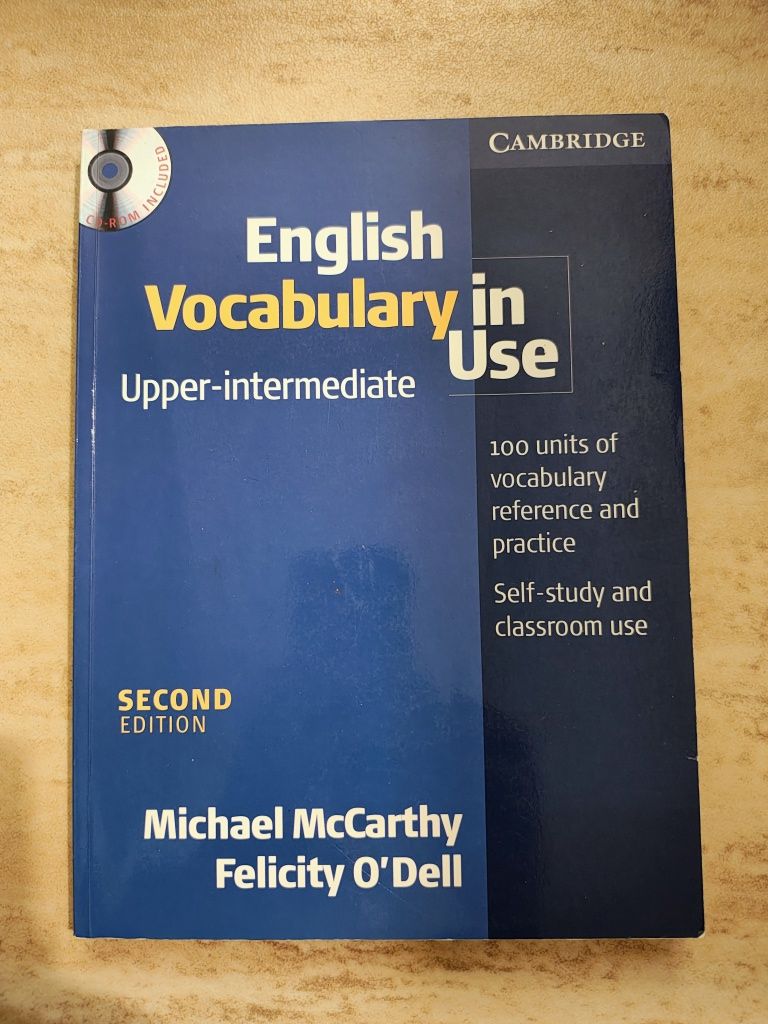 CAMBRIDGE
CD-ROM INCLUDED
English
Vocabulary in
Use
Upper-intermediate
100 units of
vocabulary
reference and
practice
Self-study and
classroom use
SECOND
EDITION
Michael McCarthy
Felicity O'Dell